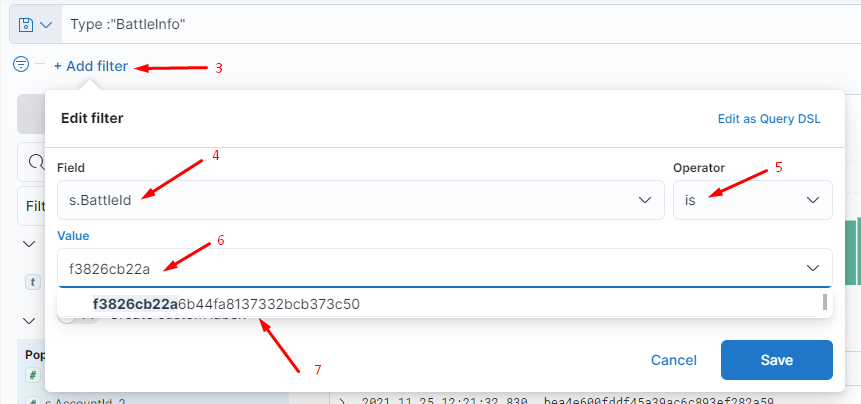 Type :"BattleInfo"
+ Add filter
3
Edit filter
Edit as Query DSL
4
5
Field
Operator
s.BattleId
is
Filt
Value
6
f3826cb22a
t
f3826cb22a6b44fa8137332bcb373c50
7
Pop
#
Cancel
Save
#
s.AccountId 2
2021 11 25 12:21:32 830
bea4e600fddf45a39ac6c893ef282a59